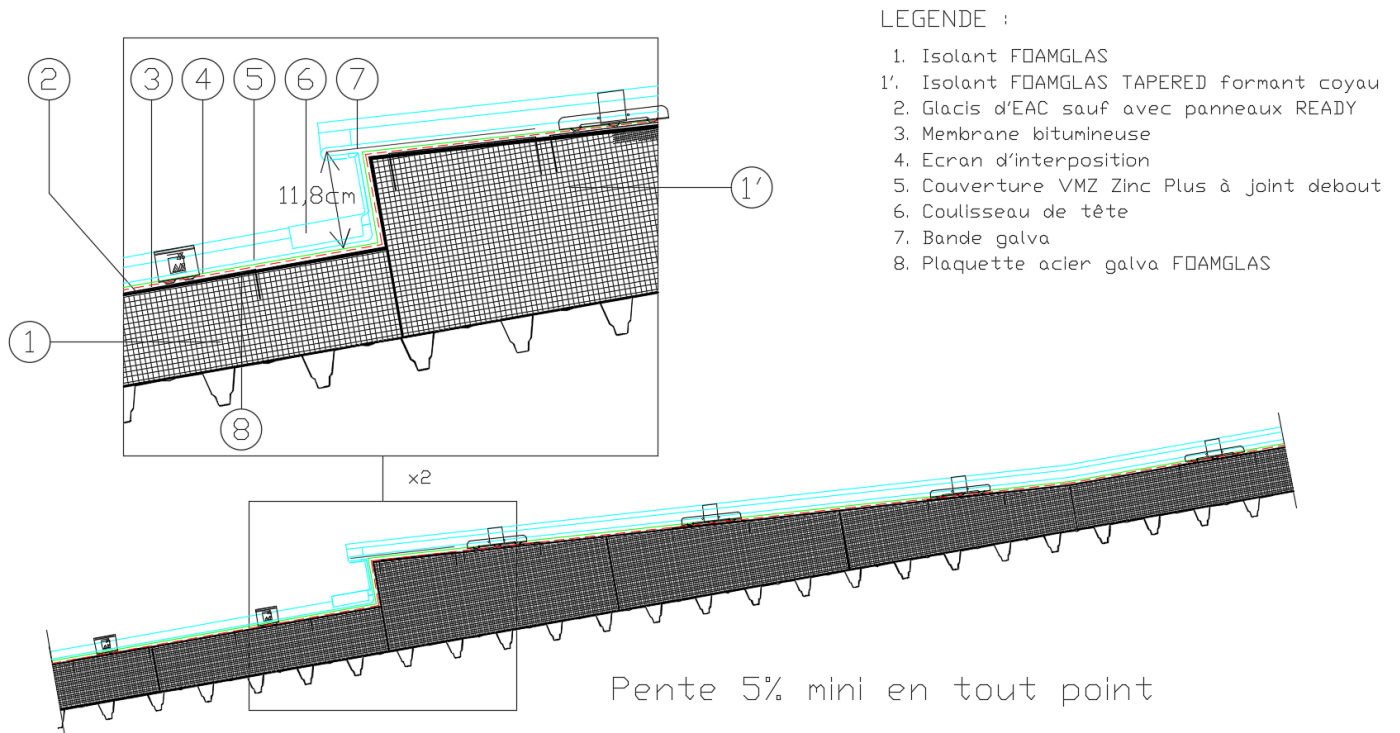 LEGENDE :
1. Isolant FOAMGLAS
1'. Isolant FOAMGLAS TAPERED formant coyau
2. Glacis d'EAC sauf avec panneaux READY
3. Membrane bitumineuse
4. Ecran d'interposition
5. Couverture VMZ Zinc Plus à joint debout
6. Coulisseau de tête
7. Bande galva
8. Plaquette acier galva FOAMGLAS
2 3 4 5 6 7
11,8cm
1'
1
8
x2
Pente 5% mini en tout point